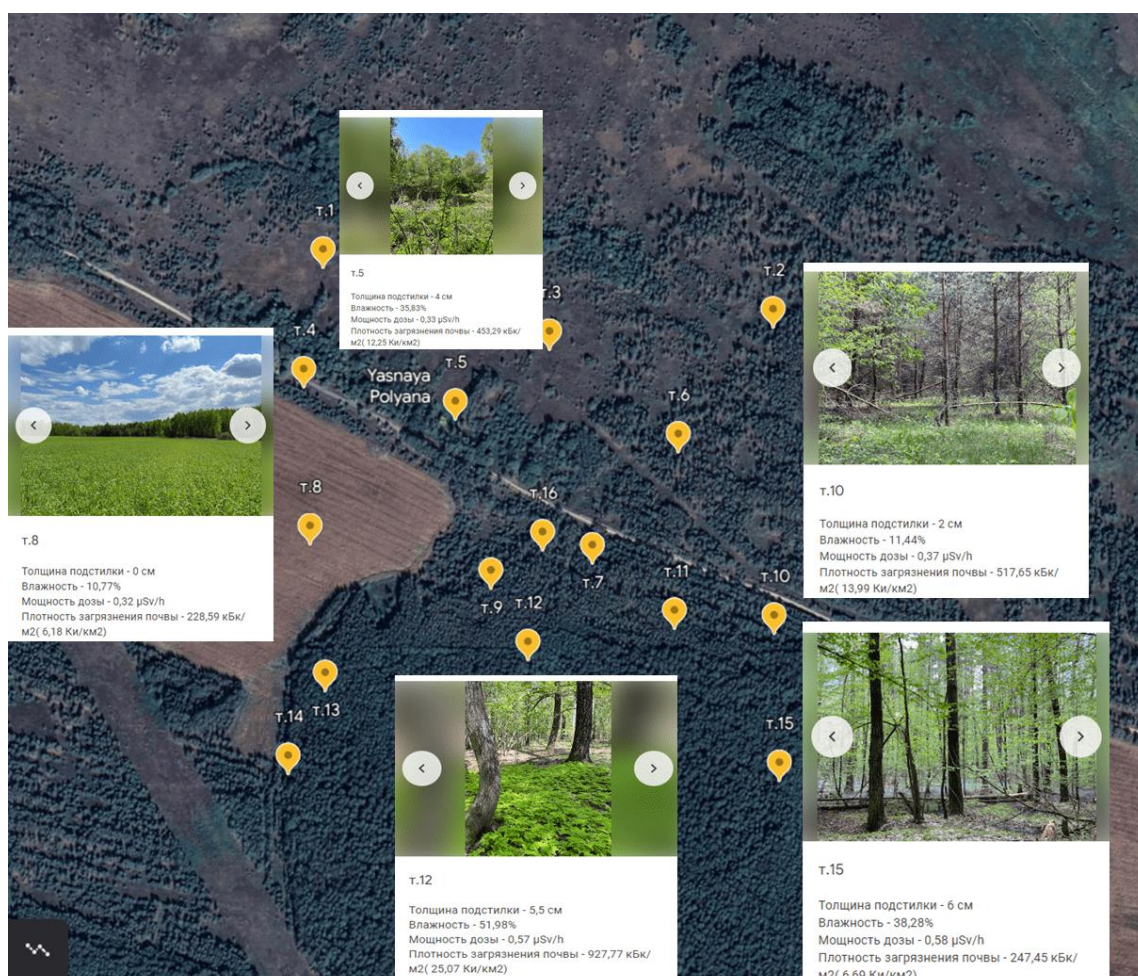 т.1
т.5
Толщина подстилки - 4 см
Влажность - 35,83%
Мощность дозы - 0,33 μSv/h
Плотность загрязнения почвы - 453,29 кБк/
м2( 12,25 Ки/км2)
т.2
.3
т.4
т.5
Yasnaya
Polyana
т.6
т.10
Толщина подстилки - 2 см
Влажность - 11,44%
Мощность дозы - 0,37 μSv/h
Плотность загрязнения почвы - 517,65 кБк/
м2( 13,99 Ки/км2)
т.8
т.8
Толщина подстилки - 0 см
Влажность - 10,77%
Мощность дозы - 0,32 μSv/h
Плотность загрязнения почвы - 228,59 кБк/
м2( 6,18 Ки/км2)
т.16
т.7
т.9
т.12
т.11
т.10
т.14
т.13
т.15
т.12
Толщина подстилки - 5,5 см
Влажность - 51,98%
Мощность дозы - 0,57 μSv/h
Плотность загрязнения почвы - 927,77 кБк/
м2( 25,07 Ки/км2)
т.15
Толщина подстилки - 6 см
Влажность - 38,28%
Мощность дозы - 0,58 μSv/h
Плотность загрязнения почвы - 247,45 кБк/
м2( 6,69 Ки/км2)